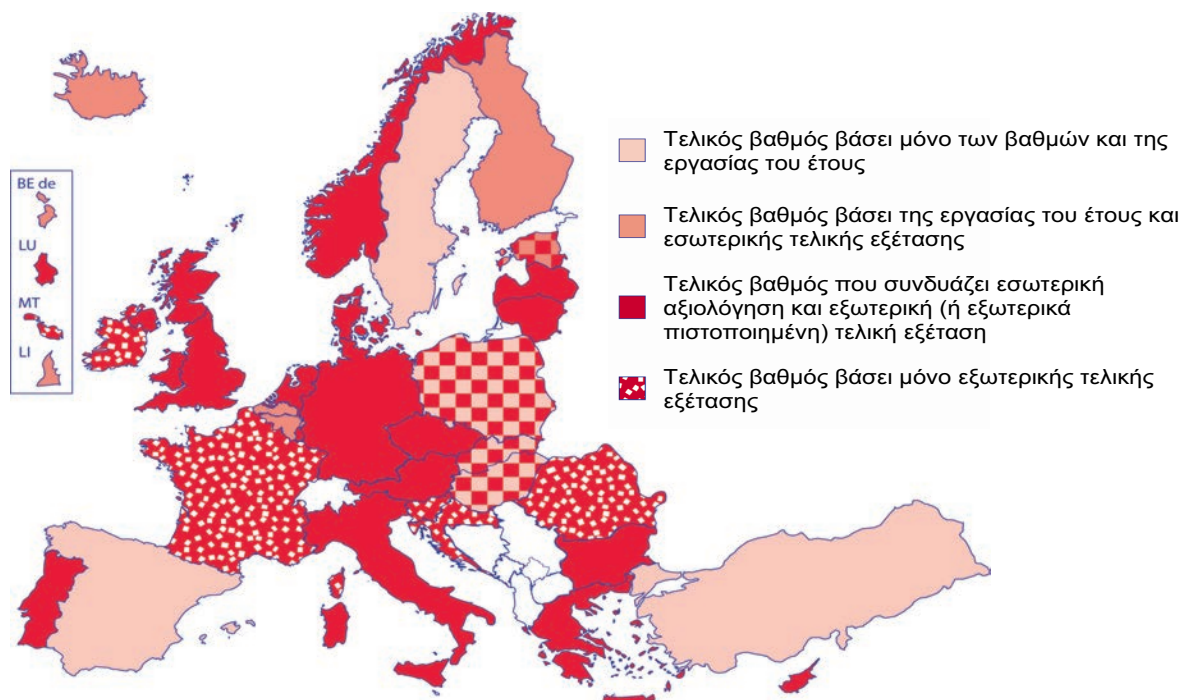 BE de
LU
MT
LI
Τελικός βαθμός βάσει μόνο των βαθμών και της
εργασίας του έτους
Τελικός βαθμός βάσει της εργασίας του έτους και
εσωτερικής τελικής εξέτασης
Τελικός βαθμός που συνδυάζει εσωτερική
αξιολόγηση και εξωτερική (ή εξωτερικά
πιστοποιημένη) τελική εξέταση
Τελικός βαθμός βάσει μόνο εξωτερικής τελικής
εξέτασης